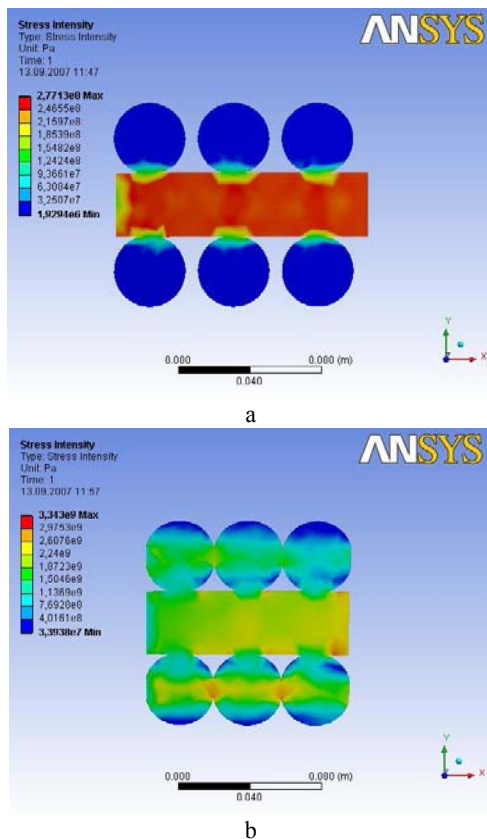 Stress Intensity
Type: Stress Intensity
Unit: Pa
Time: 1
13.09.2007 11:47
ANSYS
2,7713e8 Max
2,4655e8
2,1597e8
1,8539e8
1,5482e8
1,2424e8
9,3661e7
6,3084e7
3,2507e7
1,9294e6 Min
0.000
0.080 (m)
0.040
Y
X
a
Stress Intensity
Type: Stress Intensity
Unit: Pa
Time: 1
13.09.2007 11:57
ANSYS
3,343e9 Max
2,9753e9
2,6076e9
2,24e9
1,8723e9
1,5046e9
1,1369e9
7,6928e8
4,0161e8
3,3938e7 Min
0.000
0.080 (m)
0.040
Y
X
b